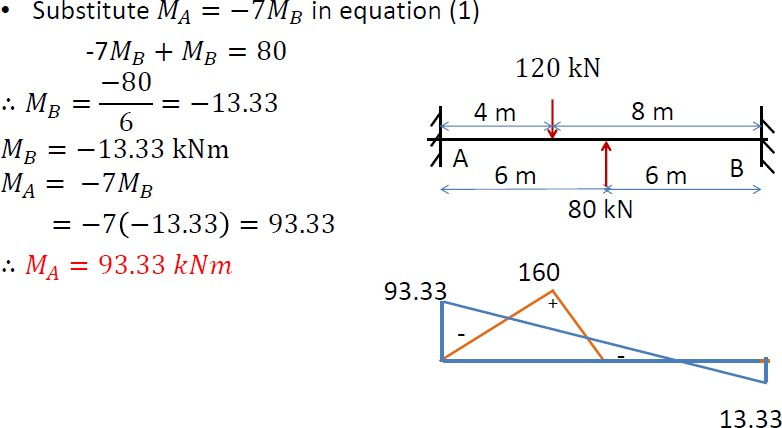 • Substitute M_A = −7M_B in equation (1)
-7M_B + M_B = 80
∴ M_B = −80/6 = −13.33
M_B = −13.33 kNm
M_A = −7M_B
= −7(−13.33) = 93.33
∴ M_A = 93.33 kNm
120 kN
4 m 8 m
A B
6 m 6 m
80 kN
160
93.33
+
-
-
13.33